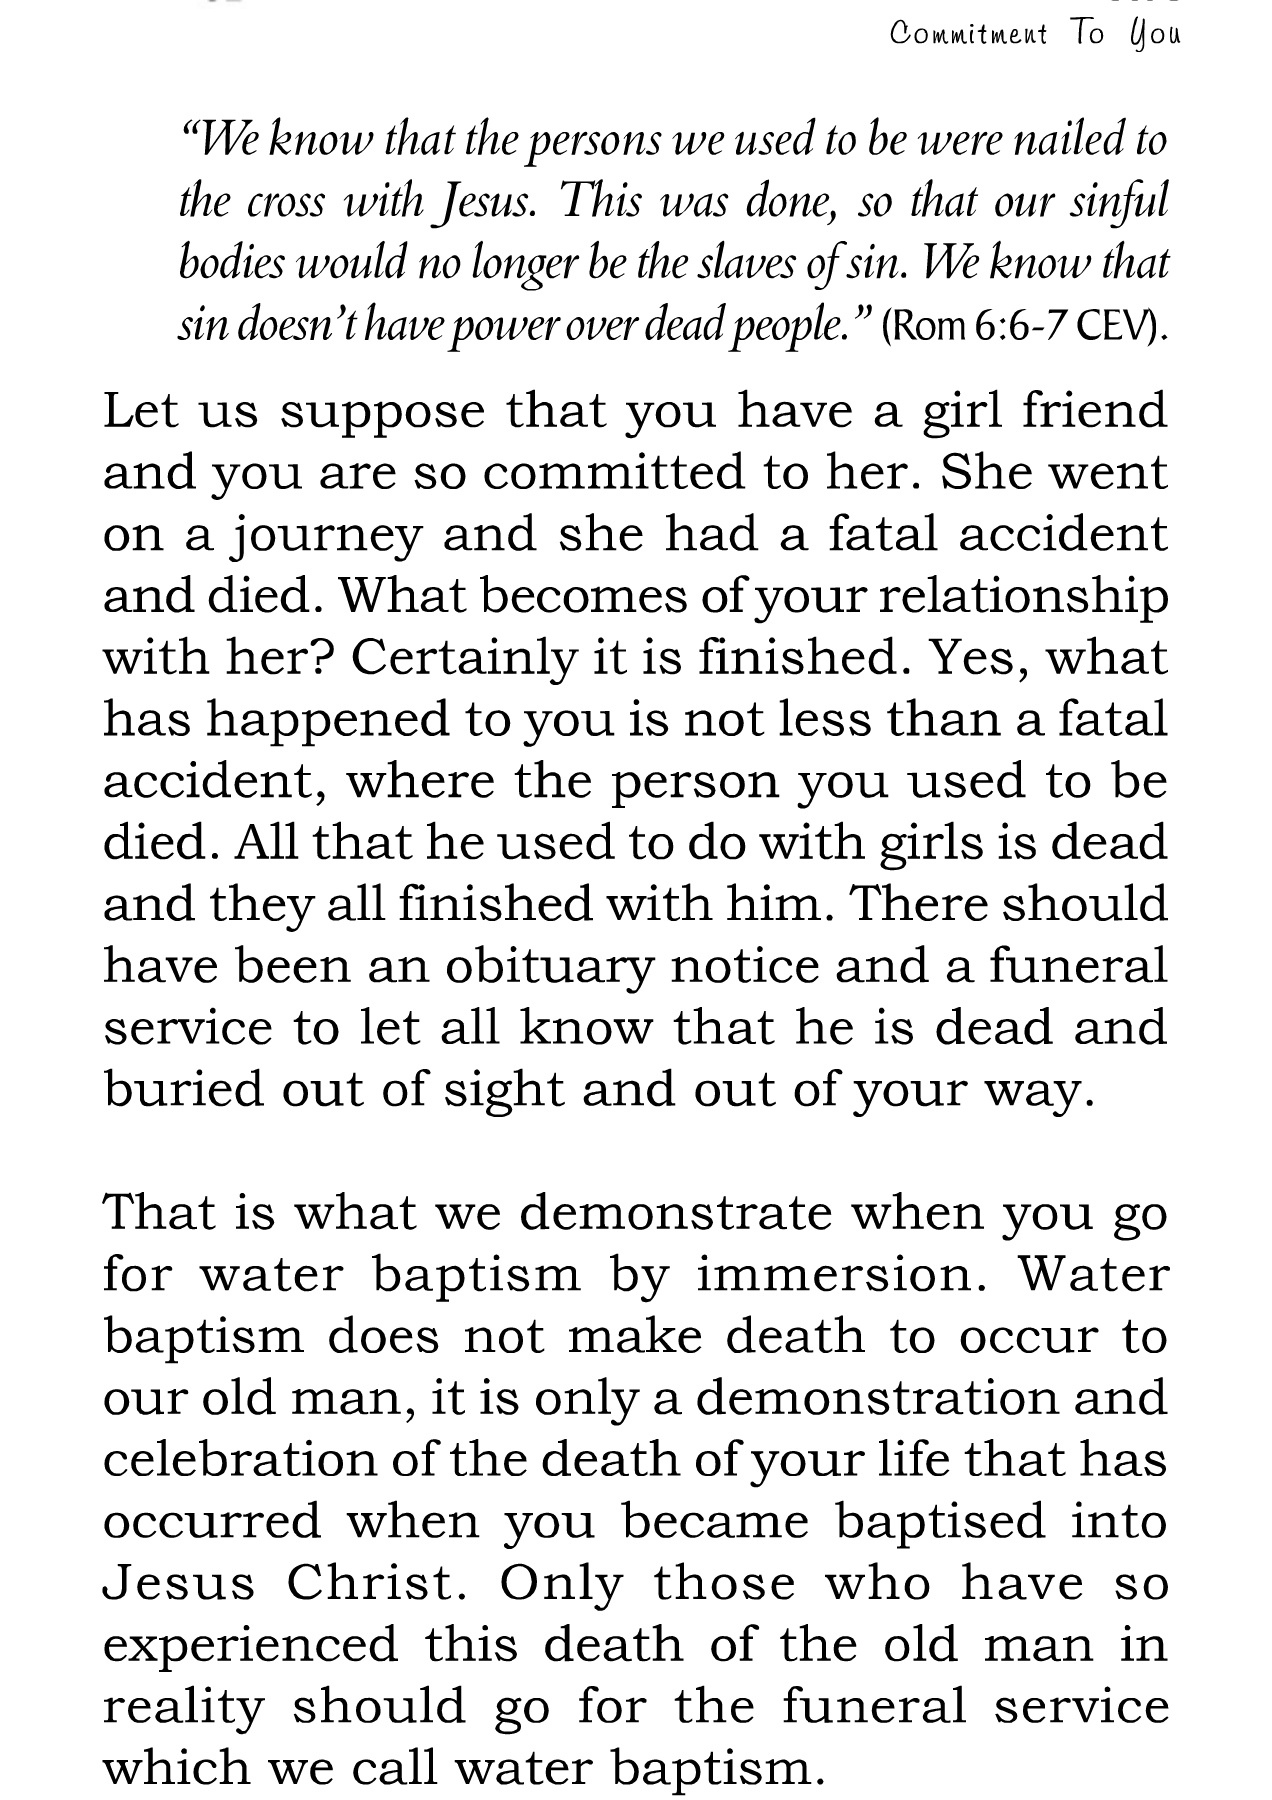 Commitment To You
“We know that the persons we used to be were nailed to
the cross with Jesus. This was done, so that our sinful
bodies would no longer be the slaves of sin. We know that
sin doesn’t have power over dead people.” (Rom 6:6-7 CEV).
Let us suppose that you have a girl friend
and you are so committed to her. She went
on a journey and she had a fatal accident
and died. What becomes of your relationship
with her? Certainly it is finished. Yes, what
has happened to you is not less than a fatal
accident, where the person you used to be
died. All that he used to do with girls is dead
and they all finished with him. There should
have been an obituary notice and a funeral
service to let all know that he is dead and
buried out of sight and out of your way.
That is what we demonstrate when you go
for water baptism by immersion. Water
baptism does not make death to occur to
our old man, it is only a demonstration and
celebration of the death of your life that has
occurred when you became baptised into
Jesus Christ. Only those who have so
experienced this death of the old man in
reality should go for the funeral service
which we call water baptism.